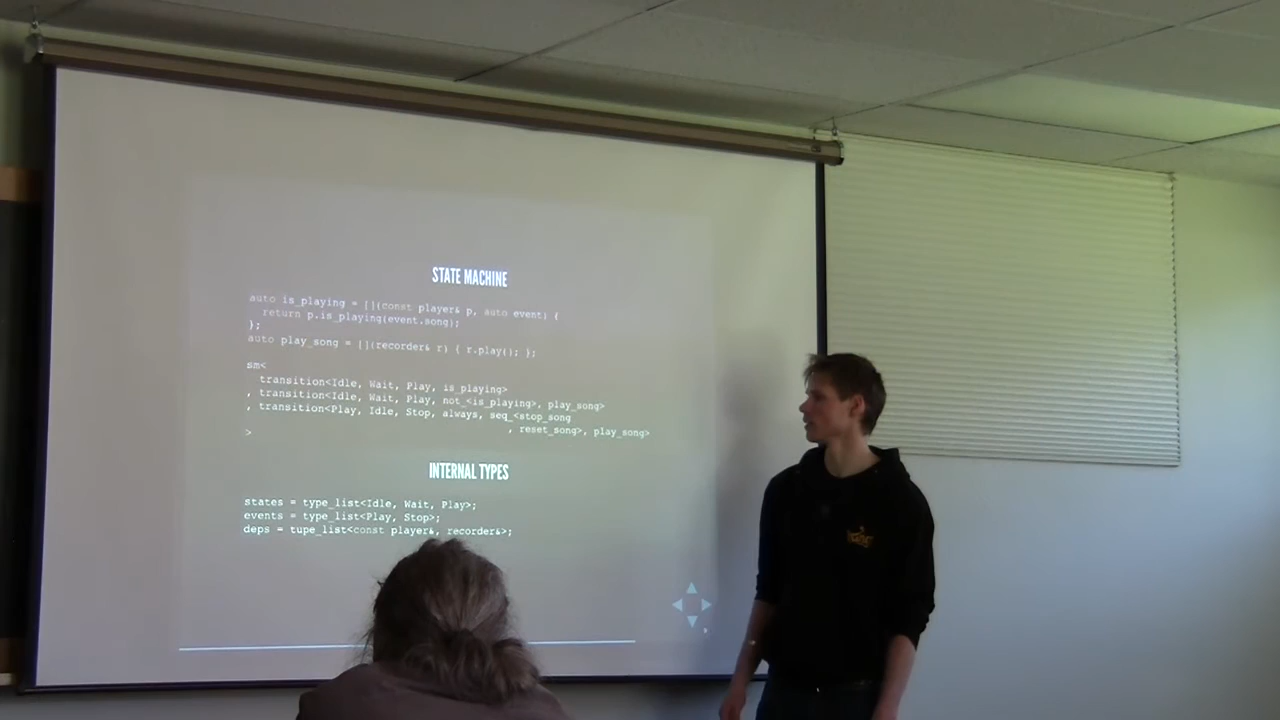 STATE MACHINE
auto is_playing = [](const player& p, auto event) {
return p.is_playing(event.song);
};
auto play_song = [](recorder& r) { r.play(); };
sm<
transition<Idle, Wait, Play, is_playing>
, transition<Idle, Wait, Play, not_<is_playing>, play_song>
, transition<Play, Idle, Stop, always, seq_<stop_song
, reset_song>, play_song>
>
INTERNAL TYPES
states = type_list<Idle, Wait, Play>;
events = type_list<Play, Stop>;
deps = tupe_list<const player&, recorder&>;